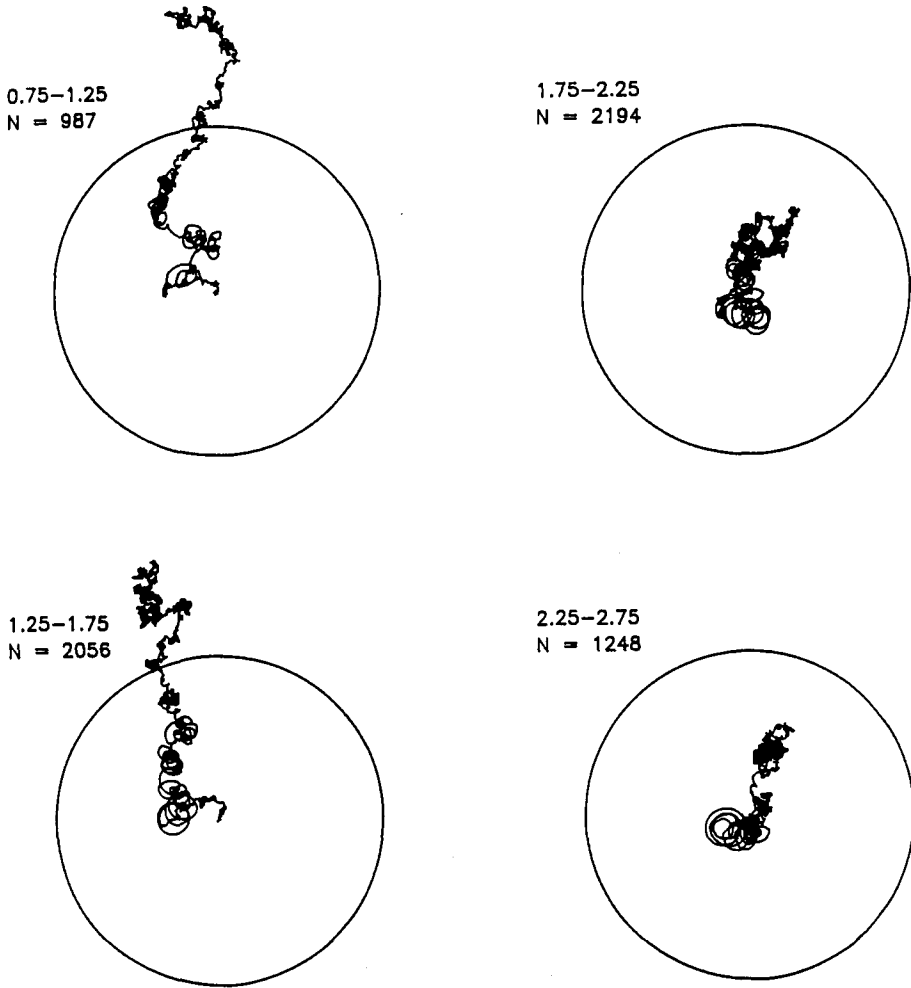 0.75–1.25
N = 987
1.75–2.25
N = 2194
1.25–1.75
N = 2056
2.25–2.75
N = 1248